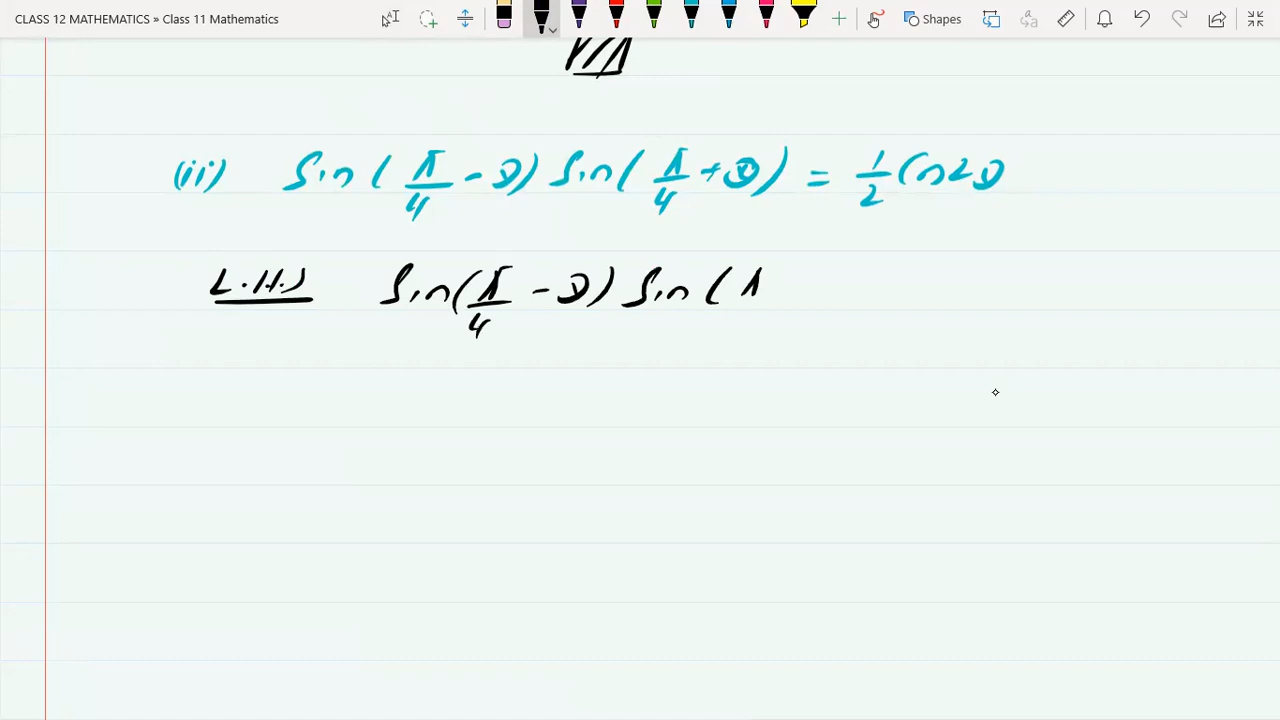 CLASS 12 MATHEMATICS » Class 11 Mathematics
Shapes
(ii) Sin(π/4 - θ) Sin(π/4 + θ) = 1/2 Cos2θ
L.H.S Sin(π/4 - θ) Sin(π